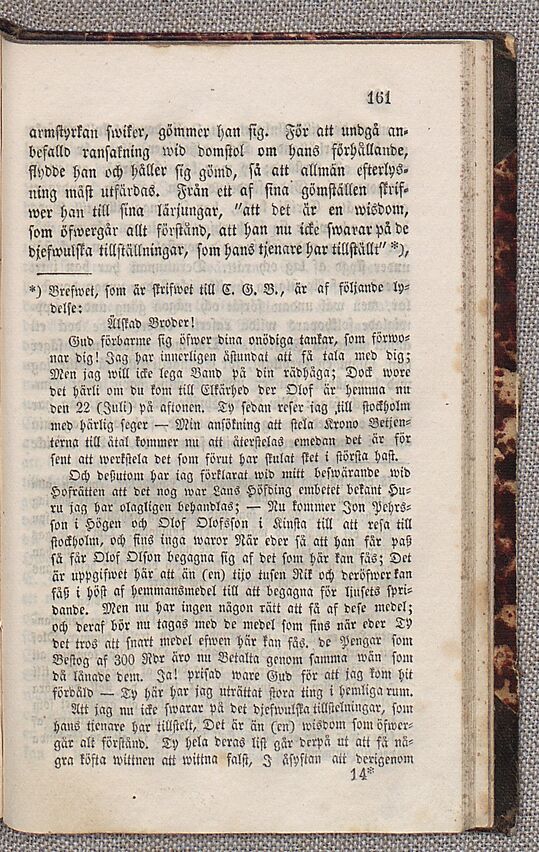 161
armstyrkan swiker, gömmer han sig. För att undgå an-
befalld ransakning wid domstol om hans förhållande,
flydde han och håller sig gömd, så att allmän efterlys-
ning måst utfärdas. Från ett af sina gömställen skrif-
wer han till sina lärjungar, "att det är en wisdom,
som öfwergår allt förstånd, att han nu icke swarar på de
djefwulska tillställningar, som hans tjenare har tillställt" *),
*) Brefwet, som är skrifwet till C. G. B., är af följande ly-
delse:
Älskad Broder!
Gud förbarme sig öfwer dina onödiga tankar, som förwo-
nar dig! Jag har innerligen åstundat att få tala med dig;
Men jag will icke lega Band på din rådhåga; Dock wore
det härli om du kom till Elkärhed der Olof är hemma nu
den 22 (Juli) på aftonen. Ty sedan reser jag till stockholm
med härlig seger — Min ansökning att stela Krono Betjen-
terna till åtal kommer nu att återstelas emedan det är för
sent att werkstela det som förut har skulat sket i största hast.
Och desutom har jag förklarat wid mitt beswärande wid
Hofrätten att det nog war Lans Höfding embetet bekant Hu-
ru jag har olagligen behandlas; — Nu kommer Jon Pehrs-
son i Högen och Olof Olofsson i Kinsta till att resa till
stockholm, och fins inga waror När eder så att han får paß
så får Olof Olson begagna sig af det som här kan fås; Det
är uppgifwet här att än (en) tijo tusen Rik och deröfwer kan
fåß i höst af hemmansmedel till att begagna för ljusets spri-
dande. Men nu har ingen någon rätt att få af dese medel;
och deraf bör nu tagas med de medel som fins när eder Ty
det tros att snart medel efwen här kan fås. de Pengar som
Bestog af 300 Rdr äro nu Betalta genom samma wän som
då lånade dem. Ja! prisad ware Gud för att jag kom hit
fördåld — Ty här har jag uträttat stora ting i hemliga rum.
Att jag nu icke swarar på det djefwulska tillstelningar, som
hans tjenare har tillstelt, Det är än (en) wisdom som öfwer-
går alt förstånd. Ty hela deras list går derpå ut att få nå-
gra köfta wittnen att wittna falst, I åsyftan att derigenom
14*